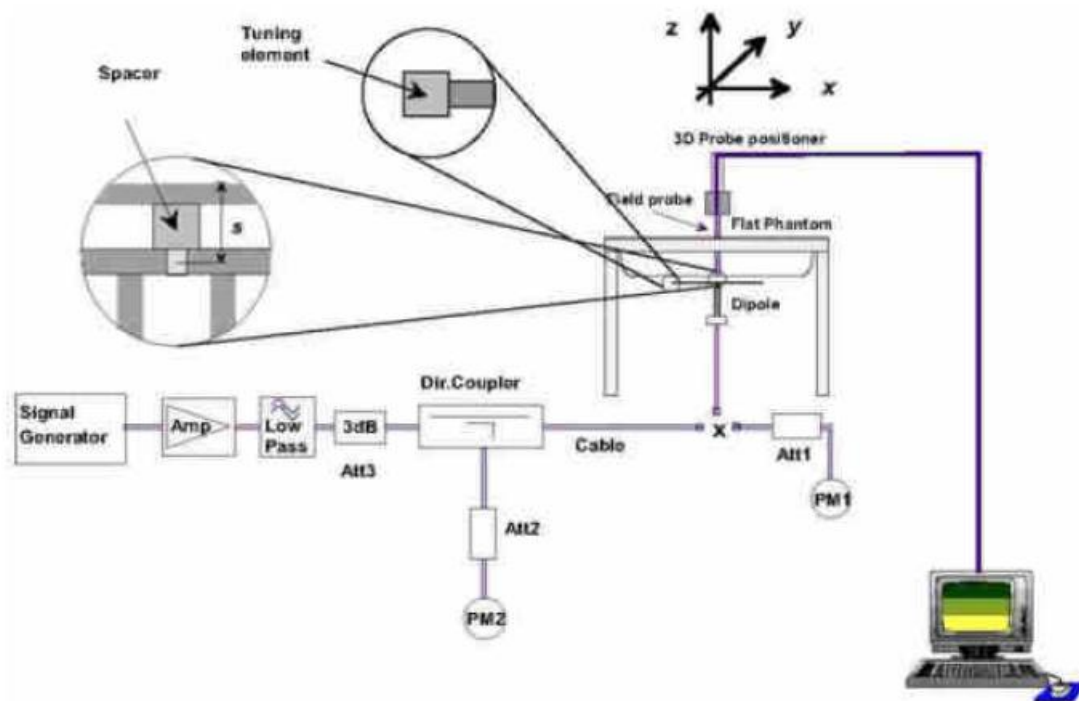 Tuning
element
Spacer
s
z
y
x
3D Probe positioner
Field probe
Flat Phantom
Dipole
Dir.Coupler
Signal
Generator
Amp
Low
Pass
3dB
Att3
Cable
x
Att1
PM1
Att2
PM2